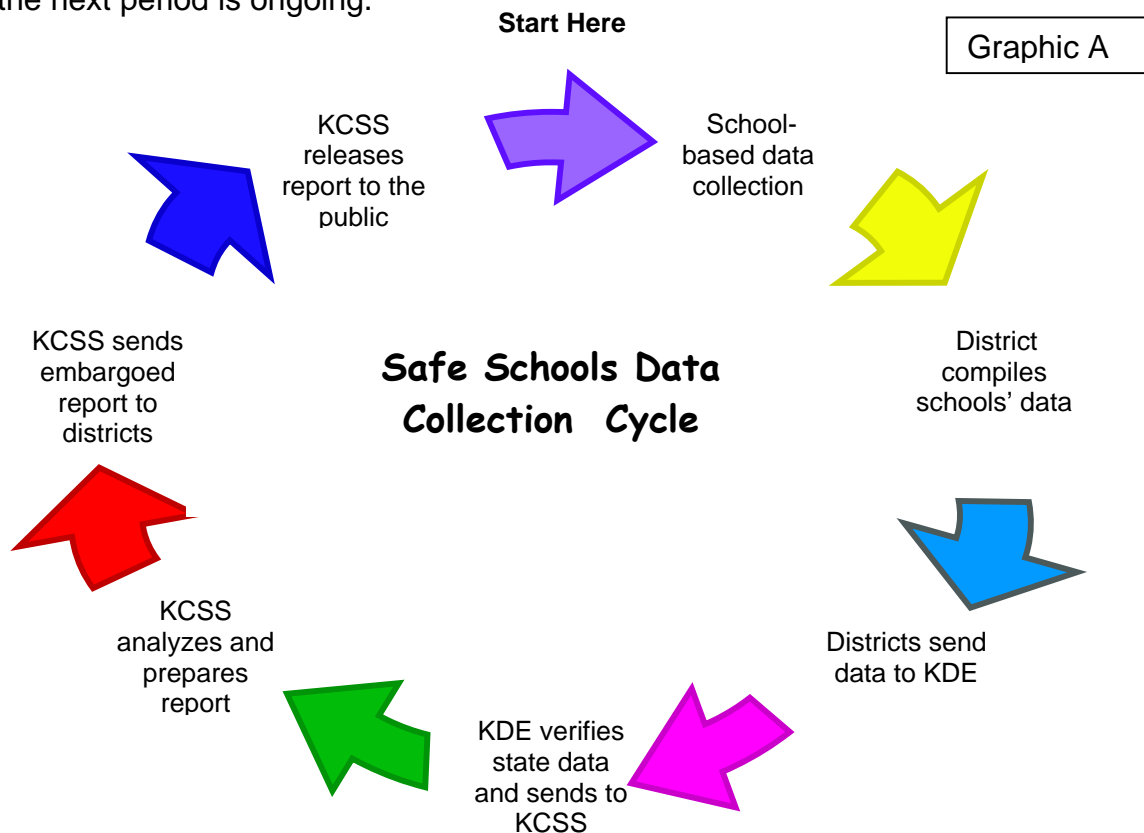 the next period is ongoing.
Start Here
Graphic A
KCSS
releases
report to the
public
School-
based data
collection
District
compiles
schools’ data
Districts send
data to KDE
KDE verifies
state data
and sends to
KCSS
KCSS
analyzes and
prepares
report
KCSS sends
embargoed
report to
districts
Safe Schools Data
Collection Cycle